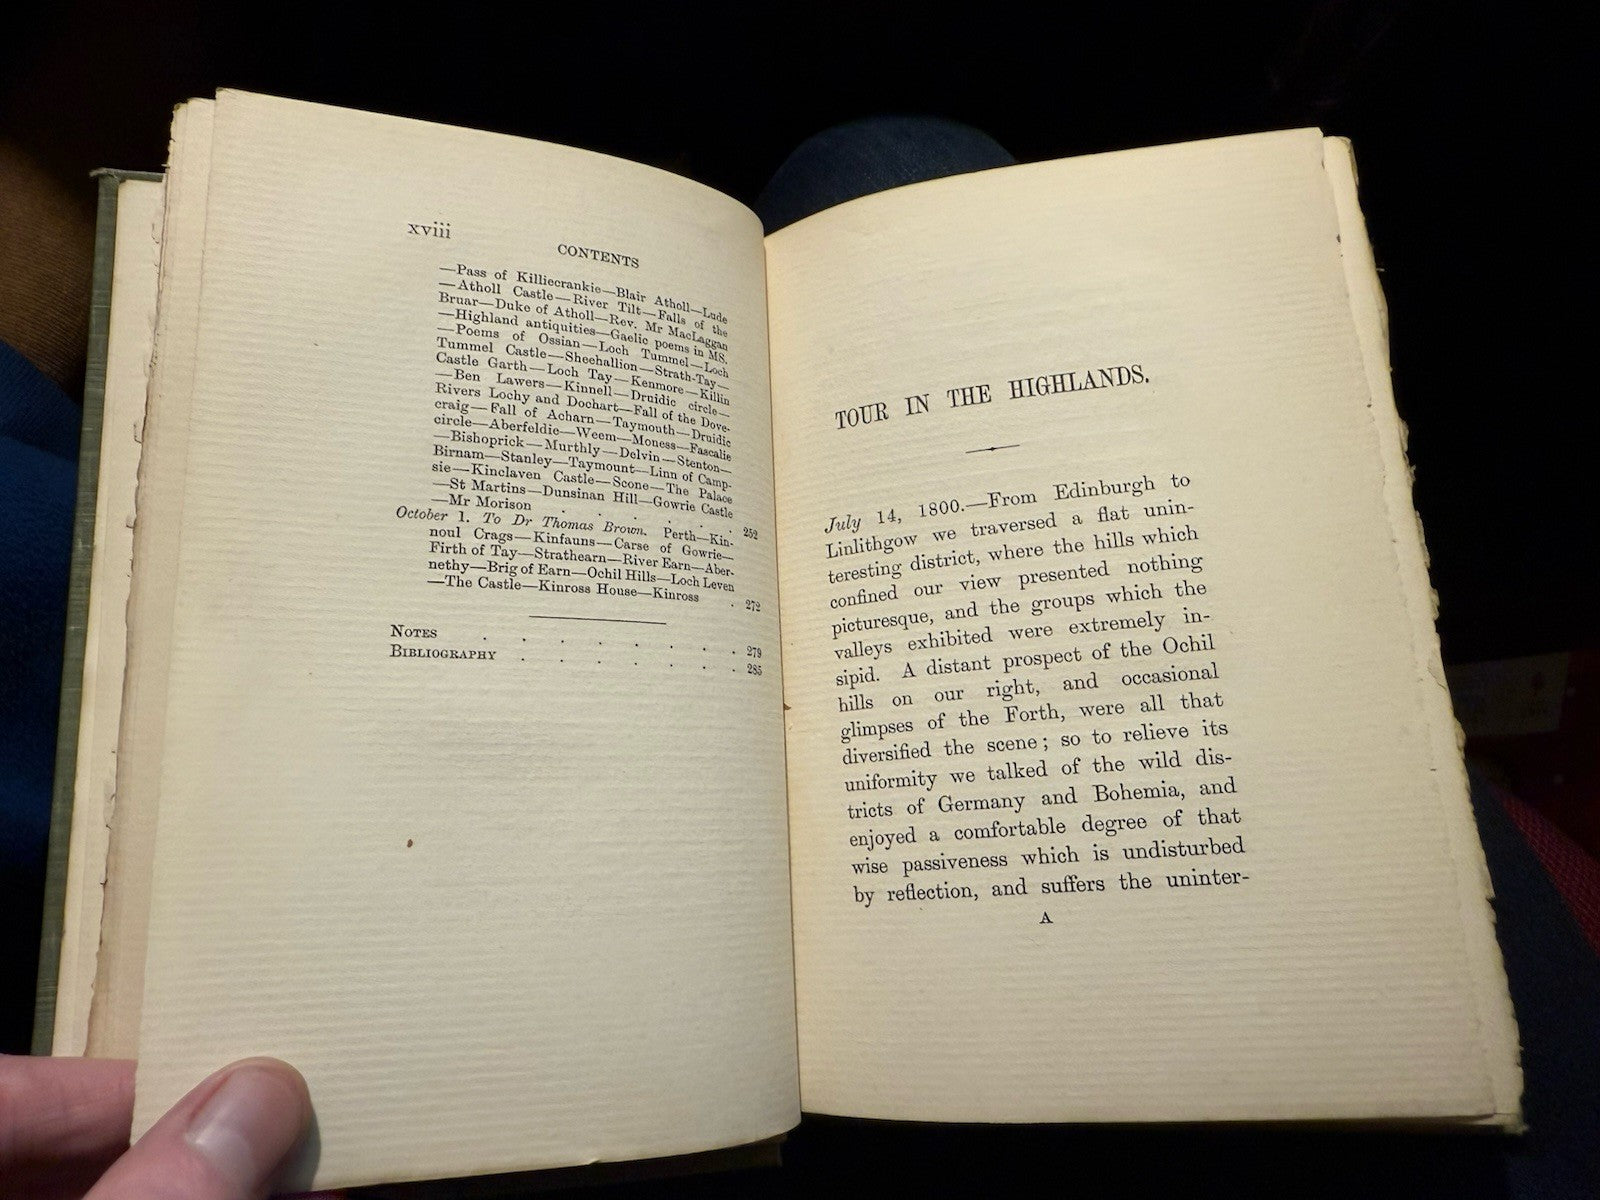 xviii
CONTENTS
—Pass of Killiecrankie—Blair Atholl—Lude
—Atholl Castle—River Tilt—Falls of the
Bruar—Duke of Atholl—Rev. Mr MacLaggan
—Highland antiquities—Gaelic poems in MS.
—Poems of Ossian—Loch Tummel—Loch
Tummel Castle—Sheehallion—Strath-Tay—
Castle Garth—Loch Tay—Kenmore—Killin
—Ben Lawers—Kinnell—Druidic circle—
Rivers Lochy and Dochart—Fall of the Dove-
craig—Fall of Acharn—Taymouth—Druidic
circle—Aberfeldie—Weem—Moness—Fascalie
—Bishoprick—Murthly—Delvin—Stenton—
Birnam—Stanley—Taymount—Linn of Camp-
sie—Kinclaven Castle—Scone—The Palace
—St Martins—Dunsinan Hill—Gowrie Castle
—Mr Morison . . . . . . 252
October 1. To Dr Thomas Brown. Perth—Kin-
noul Crags—Kinfauns—Carse of Gowrie—
Firth of Tay—Strathearn—River Earn—Aber-
nethy—Brig of Earn—Ochil Hills—Loch Leven
—The Castle—Kinross House—Kinross . 272
NOTES . . . . . . . 279
BIBLIOGRAPHY . . . . . . 285
TOUR IN THE HIGHLANDS.
July 14, 1800.—From Edinburgh to
Linlithgow we traversed a flat unin-
teresting district, where the hills which
confined our view presented nothing
picturesque, and the groups which the
valleys exhibited were extremely in-
sipid. A distant prospect of the Ochil
hills on our right, and occasional
glimpses of the Forth, were all that
diversified the scene; so to relieve its
uniformity we talked of the wild dis-
tricts of Germany and Bohemia, and
enjoyed a comfortable degree of that
wise passiveness which is undisturbed
by reflection, and suffers the uninter-
A